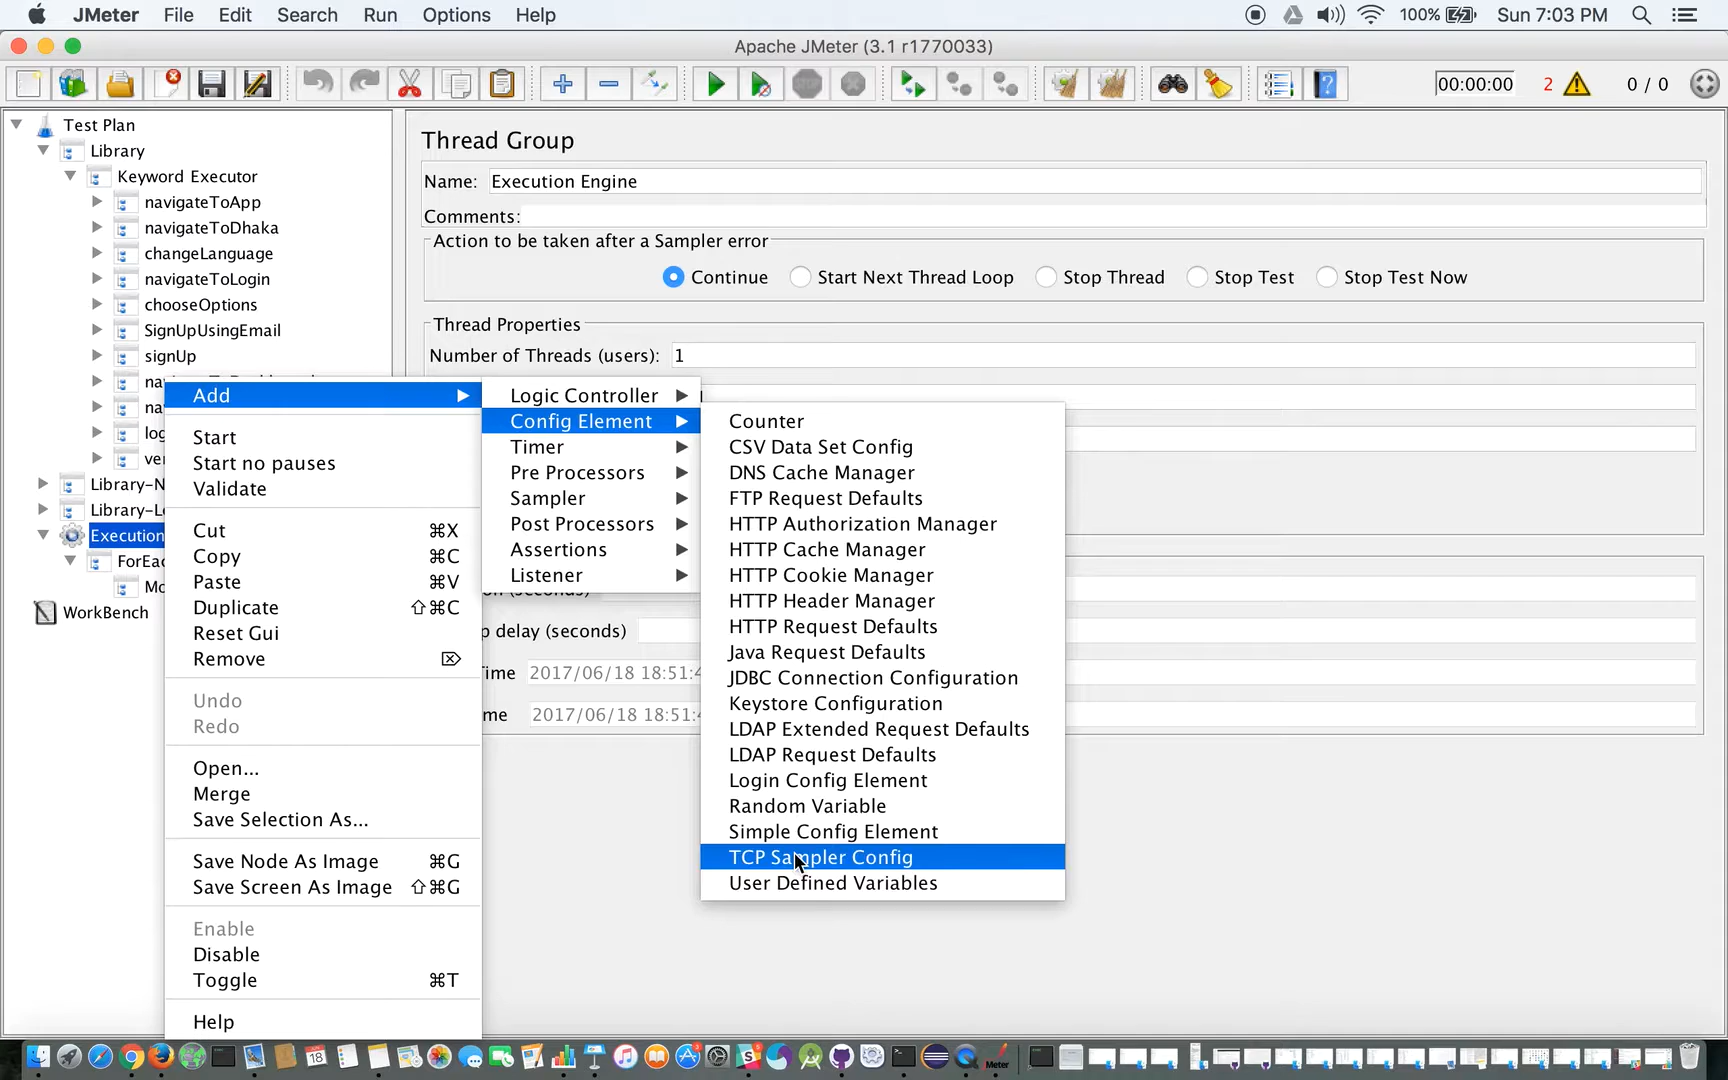 JMeter File Edit Search Run Options Help 100% Sun 7:03 PM
Apache JMeter (3.1 r1770033)
00:00:00 2 0 / 0
Test Plan
Library
Keyword Executor
navigateToApp
navigateToDhaka
changeLanguage
navigateToLogin
chooseOptions
SignUpUsingEmail
signUp
na
na
log
ve
Library-N
Library-L
Execution
ForEac
Mo
WorkBench
Thread Group
Name: Execution Engine
Comments:
Action to be taken after a Sampler error
Continue Start Next Thread Loop Stop Thread Stop Test Stop Test Now
Thread Properties
Number of Threads (users): 1
p delay (seconds)
Time 2017/06/18 18:51:4
me 2017/06/18 18:51:4
Add
Start
Start no pauses
Validate
Cut ⌘X
Copy ⌘C
Paste ⌘V
Duplicate ⇧⌘C
Reset Gui
Remove ⌦
Undo
Redo
Open...
Merge
Save Selection As...
Save Node As Image ⌘G
Save Screen As Image ⇧⌘G
Enable
Disable
Toggle ⌘T
Help
Logic Controller
Config Element
Timer
Pre Processors
Sampler
Post Processors
Assertions
Listener
Counter
CSV Data Set Config
DNS Cache Manager
FTP Request Defaults
HTTP Authorization Manager
HTTP Cache Manager
HTTP Cookie Manager
HTTP Header Manager
HTTP Request Defaults
Java Request Defaults
JDBC Connection Configuration
Keystore Configuration
LDAP Extended Request Defaults
LDAP Request Defaults
Login Config Element
Random Variable
Simple Config Element
TCP Sampler Config
User Defined Variables
18